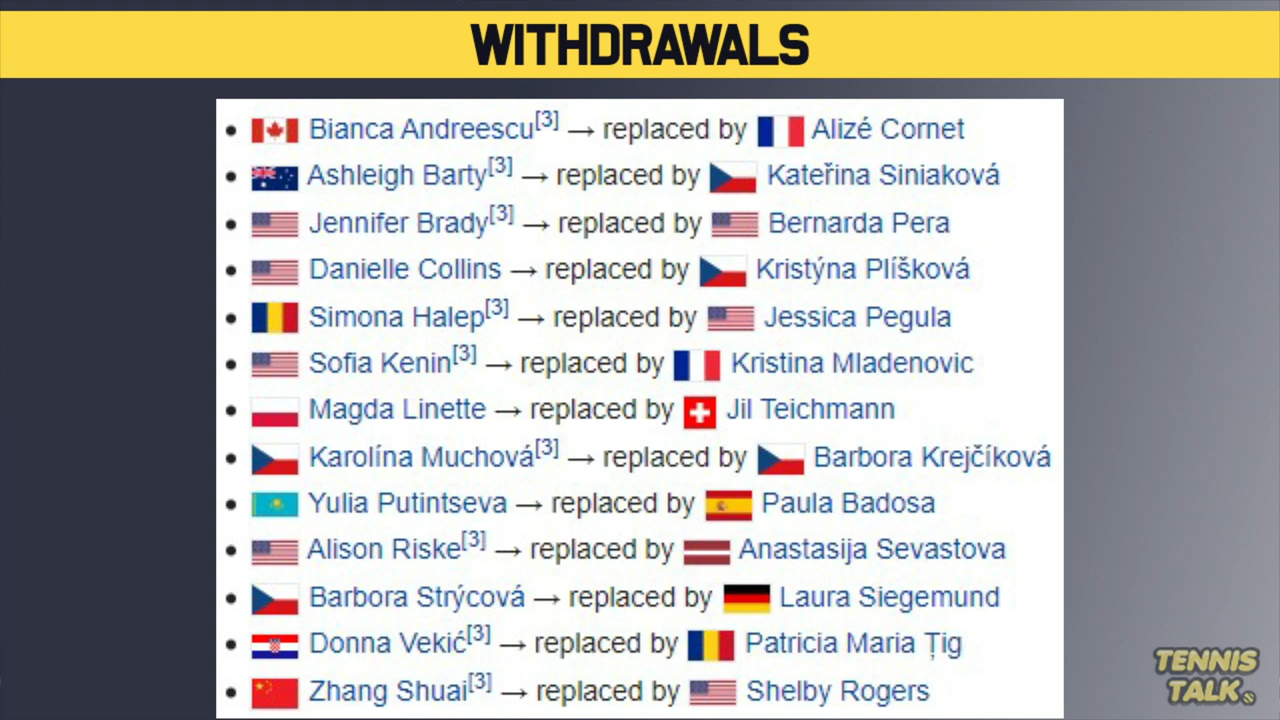 WITHDRAWALS
• Bianca Andreescu[3] → replaced by Alizé Cornet
• Ashleigh Barty[3] → replaced by Kateřina Siniaková
• Jennifer Brady[3] → replaced by Bernarda Pera
• Danielle Collins → replaced by Kristýna Plíšková
• Simona Halep[3] → replaced by Jessica Pegula
• Sofia Kenin[3] → replaced by Kristina Mladenovic
• Magda Linette → replaced by Jil Teichmann
• Karolína Muchová[3] → replaced by Barbora Krejčíková
• Yulia Putintseva → replaced by Paula Badosa
• Alison Riske[3] → replaced by Anastasija Sevastova
• Barbora Strýcová → replaced by Laura Siegemund
• Donna Vekić[3] → replaced by Patricia Maria Țig
• Zhang Shuai[3] → replaced by Shelby Rogers
TENNIS
TALK